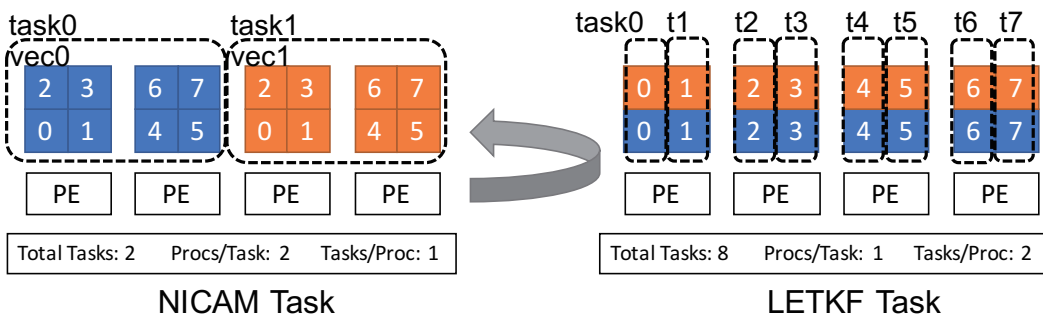 task0 task1
vec0 vec1
2 3 6 7 2 3 6 7
0 1 4 5 0 1 4 5
PE PE PE PE
Total Tasks: 2 Procs/Task: 2 Tasks/Proc: 1
NICAM Task
task0 t1 t2 t3 t4 t5 t6 t7
0 1 2 3 4 5 6 7
0 1 2 3 4 5 6 7
PE PE PE PE
Total Tasks: 8 Procs/Task: 1 Tasks/Proc: 2
LETKF Task